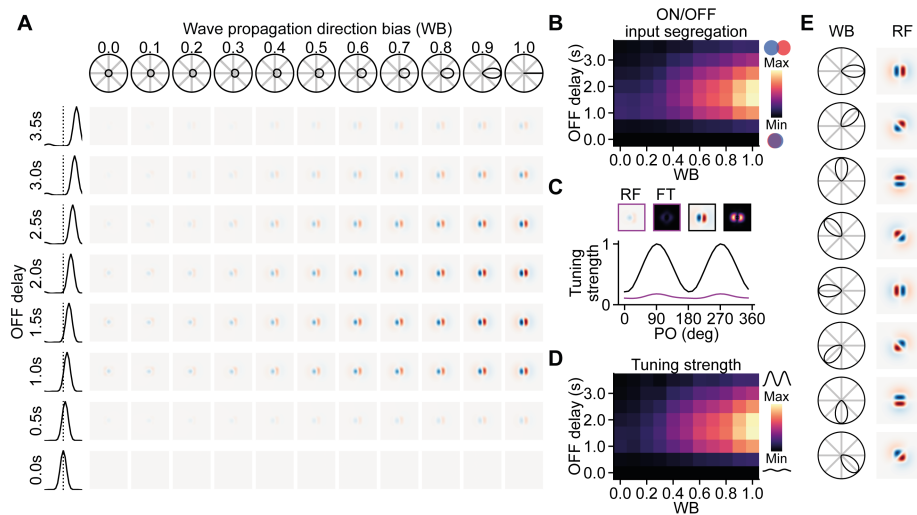 A
Wave propagation direction bias (WB)
0.0 0.1 0.2 0.3 0.4 0.5 0.6 0.7 0.8 0.9 1.0
OFF delay
3.5s
3.0s
2.5s
2.0s
1.5s
1.0s
0.5s
0.0s
B
ON/OFF
input segregation
OFF delay (s)
3.0
2.0
1.0
0.0
0.0 0.2 0.4 0.6 0.8 1.0
WB
Max
Min
C
RF FT
Tuning
strength
1
0
0 90 180 270 360
PO (deg)
D
Tuning strength
OFF delay (s)
3.0
2.0
1.0
0.0
0.0 0.2 0.4 0.6 0.8 1.0
WB
Max
Min
E
WB RF